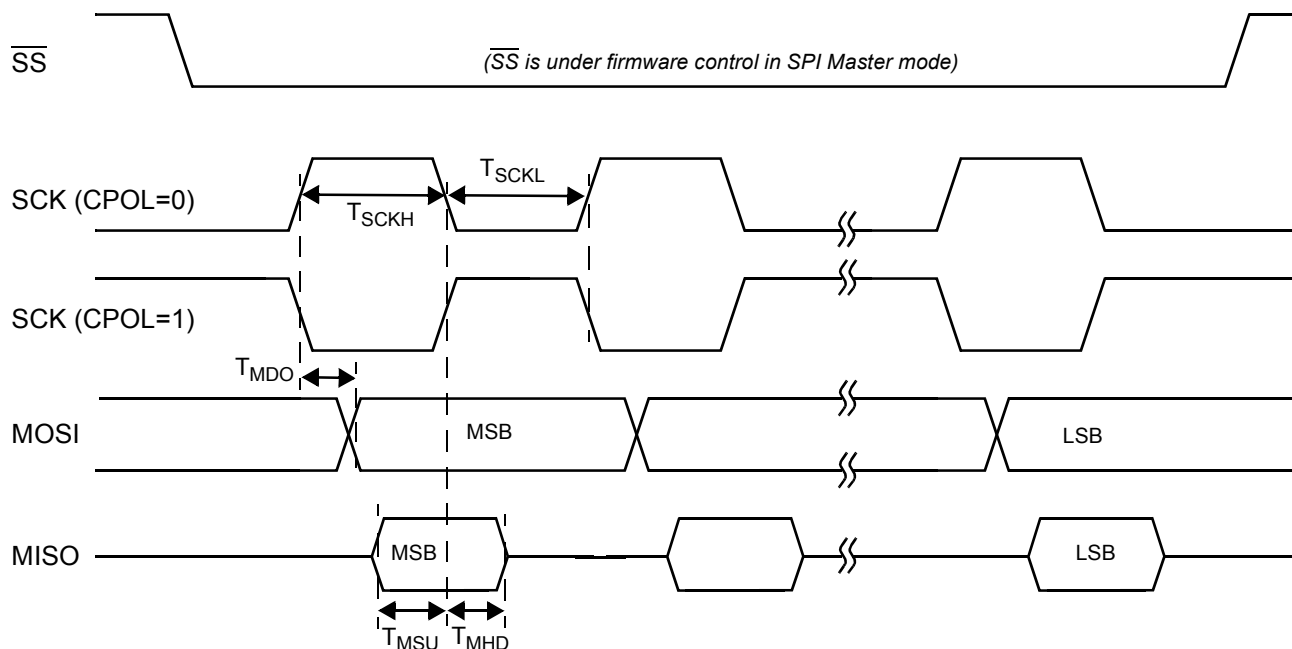 SS
(SS is under firmware control in SPI Master mode)
SCK (CPOL=0)
TSCKL
TSCKH
SCK (CPOL=1)
TMDO
MOSI
MSB
LSB
MISO
MSB
LSB
TMSU
TMHD